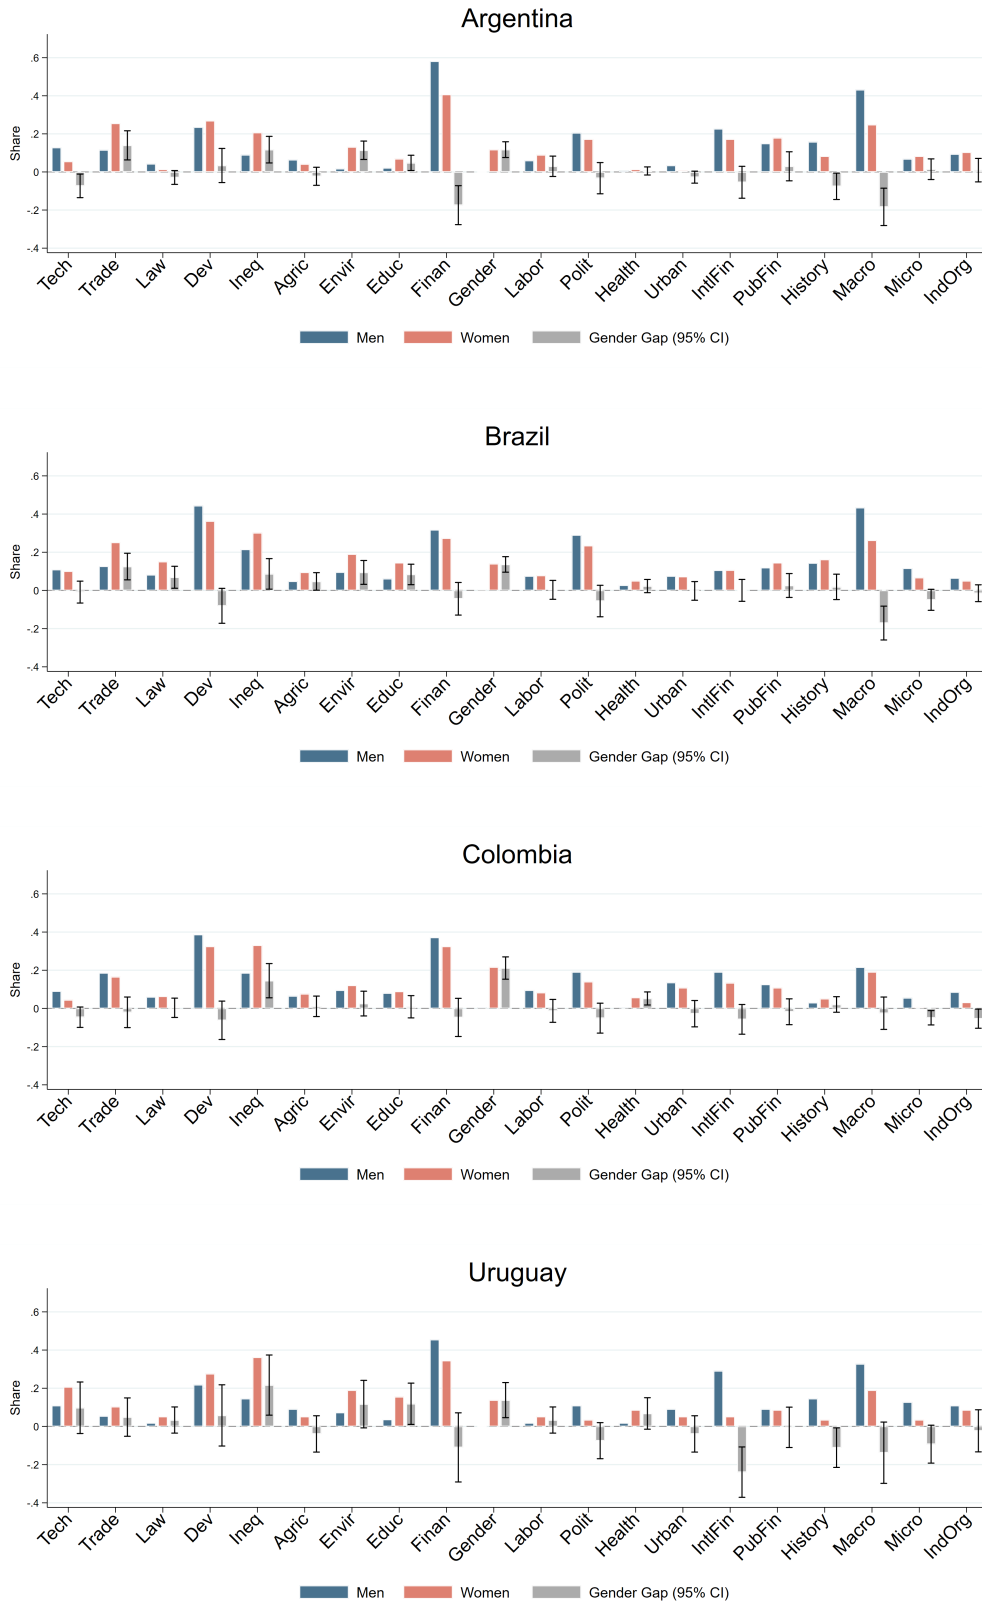 Argentina
Share
.6
.4
.2
0
-.2
-.4
Tech Trade Law Dev Ineq Agric Envir Educ Finan Gender Labor Polit Health Urban IntlFin PubFin History Macro Micro IndOrg
Men Women Gender Gap (95% CI)
Brazil
Share
.6
.4
.2
0
-.2
-.4
Tech Trade Law Dev Ineq Agric Envir Educ Finan Gender Labor Polit Health Urban IntlFin PubFin History Macro Micro IndOrg
Men Women Gender Gap (95% CI)
Colombia
Share
.6
.4
.2
0
-.2
-.4
Tech Trade Law Dev Ineq Agric Envir Educ Finan Gender Labor Polit Health Urban IntlFin PubFin History Macro Micro IndOrg
Men Women Gender Gap (95% CI)
Uruguay
Share
.6
.4
.2
0
-.2
-.4
Tech Trade Law Dev Ineq Agric Envir Educ Finan Gender Labor Polit Health Urban IntlFin PubFin History Macro Micro IndOrg
Men Women Gender Gap (95% CI)